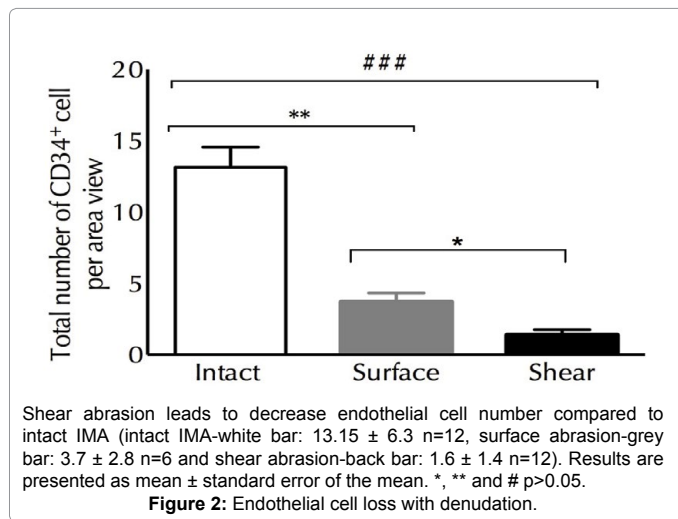 20
###
**
15
Total number of CD34⁺ cell
per area view
10
*
5
0
Intact Surface Shear
Shear abrasion leads to decrease endothelial cell number compared to
intact IMA (intact IMA-white bar: 13.15 ± 6.3 n=12, surface abrasion-grey
bar: 3.7 ± 2.8 n=6 and shear abrasion-back bar: 1.6 ± 1.4 n=12). Results are
presented as mean ± standard error of the mean. *, ** and # p>0.05.
Figure 2: Endothelial cell loss with denudation.